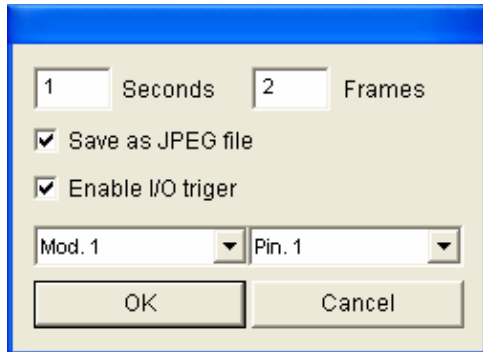 1 Seconds 2 Frames
Save as JPEG file
Enable I/O triger
Mod. 1 Pin. 1
OK Cancel